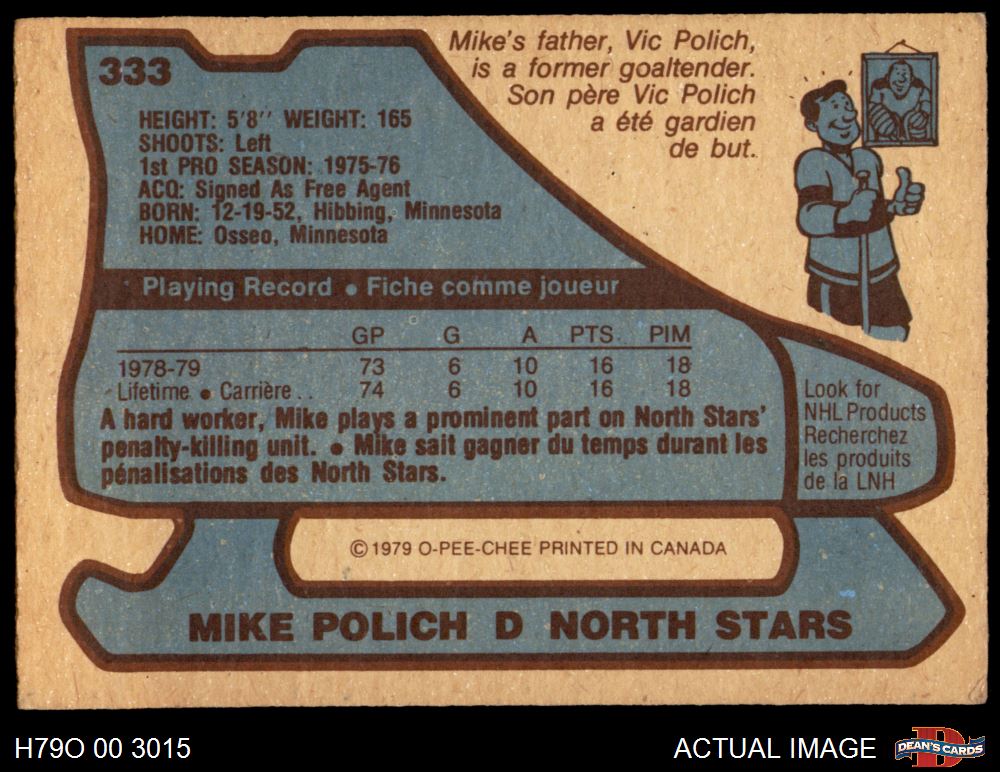 333
Mike's father, Vic Polich,
is a former goaltender.
Son père Vic Polich
a été gardien
de but.
HEIGHT: 5'8'' WEIGHT: 165
SHOOTS: Left
1st PRO SEASON: 1975-76
ACQ: Signed As Free Agent
BORN: 12-19-52, Hibbing, Minnesota
HOME: Osseo, Minnesota
Playing Record • Fiche comme joueur
GP G A PTS. PIM
1978-79 73 6 10 16 18
Lifetime • Carrière . . 74 6 10 16 18
A hard worker, Mike plays a prominent part on North Stars'
penalty-killing unit. • Mike sait gagner du temps durant les
pénalisations des North Stars.
Look for
NHL Products
Recherchez
les produits
de la LNH
© 1979 O-PEE-CHEE PRINTED IN CANADA
MIKE POLICH D NORTH STARS
H79O 00 3015
ACTUAL IMAGE
D
DEAN'S CARDS